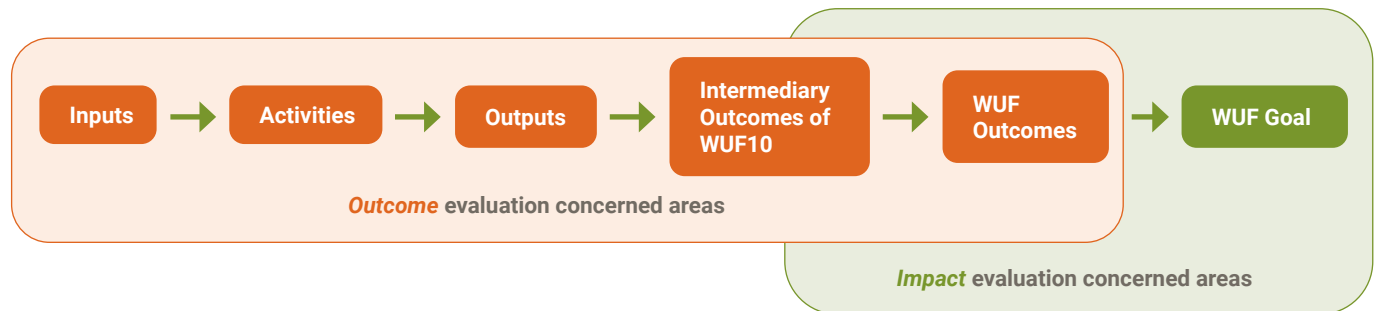 Inputs
Activities
Outputs
Intermediary
Outcomes of
WUF10
WUF
Outcomes
WUF Goal
Outcome evaluation concerned areas
Impact evaluation concerned areas